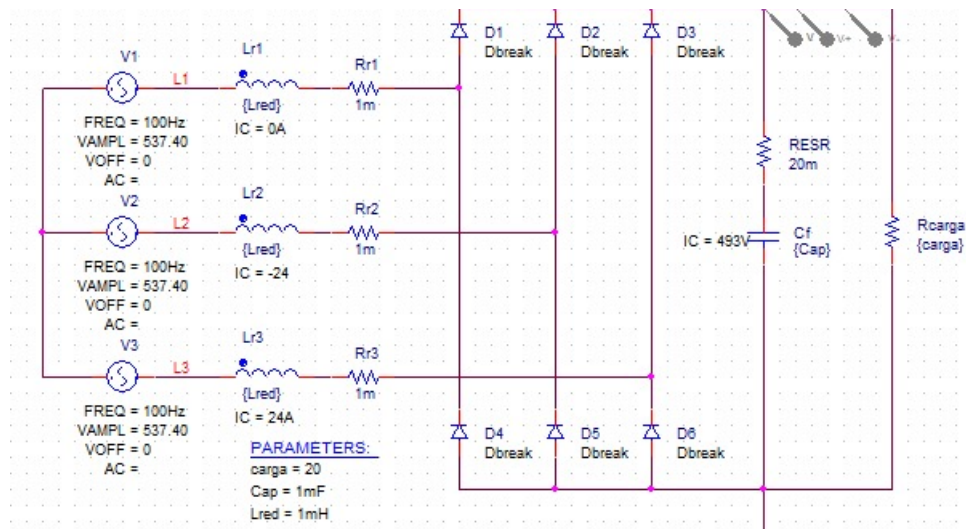 D1
Dbreak
D2
Dbreak
D3
Dbreak
V
V+
V-
V1
L1
Lr1
{Lred}
IC = 0A
Rr1
1m
FREQ = 100Hz
VAMPL = 537.40
VOFF = 0
AC =
V2
L2
Lr2
{Lred}
IC = -24
Rr2
1m
FREQ = 100Hz
VAMPL = 537.40
VOFF = 0
AC =
V3
L3
Lr3
{Lred}
IC = 24A
Rr3
1m
FREQ = 100Hz
VAMPL = 537.40
VOFF = 0
AC =
RESR
20m
IC = 493V
Cf
{Cap}
Rcarga
{carga}
D4
Dbreak
D5
Dbreak
D6
Dbreak
PARAMETERS:
carga = 20
Cap = 1mF
Lred = 1mH